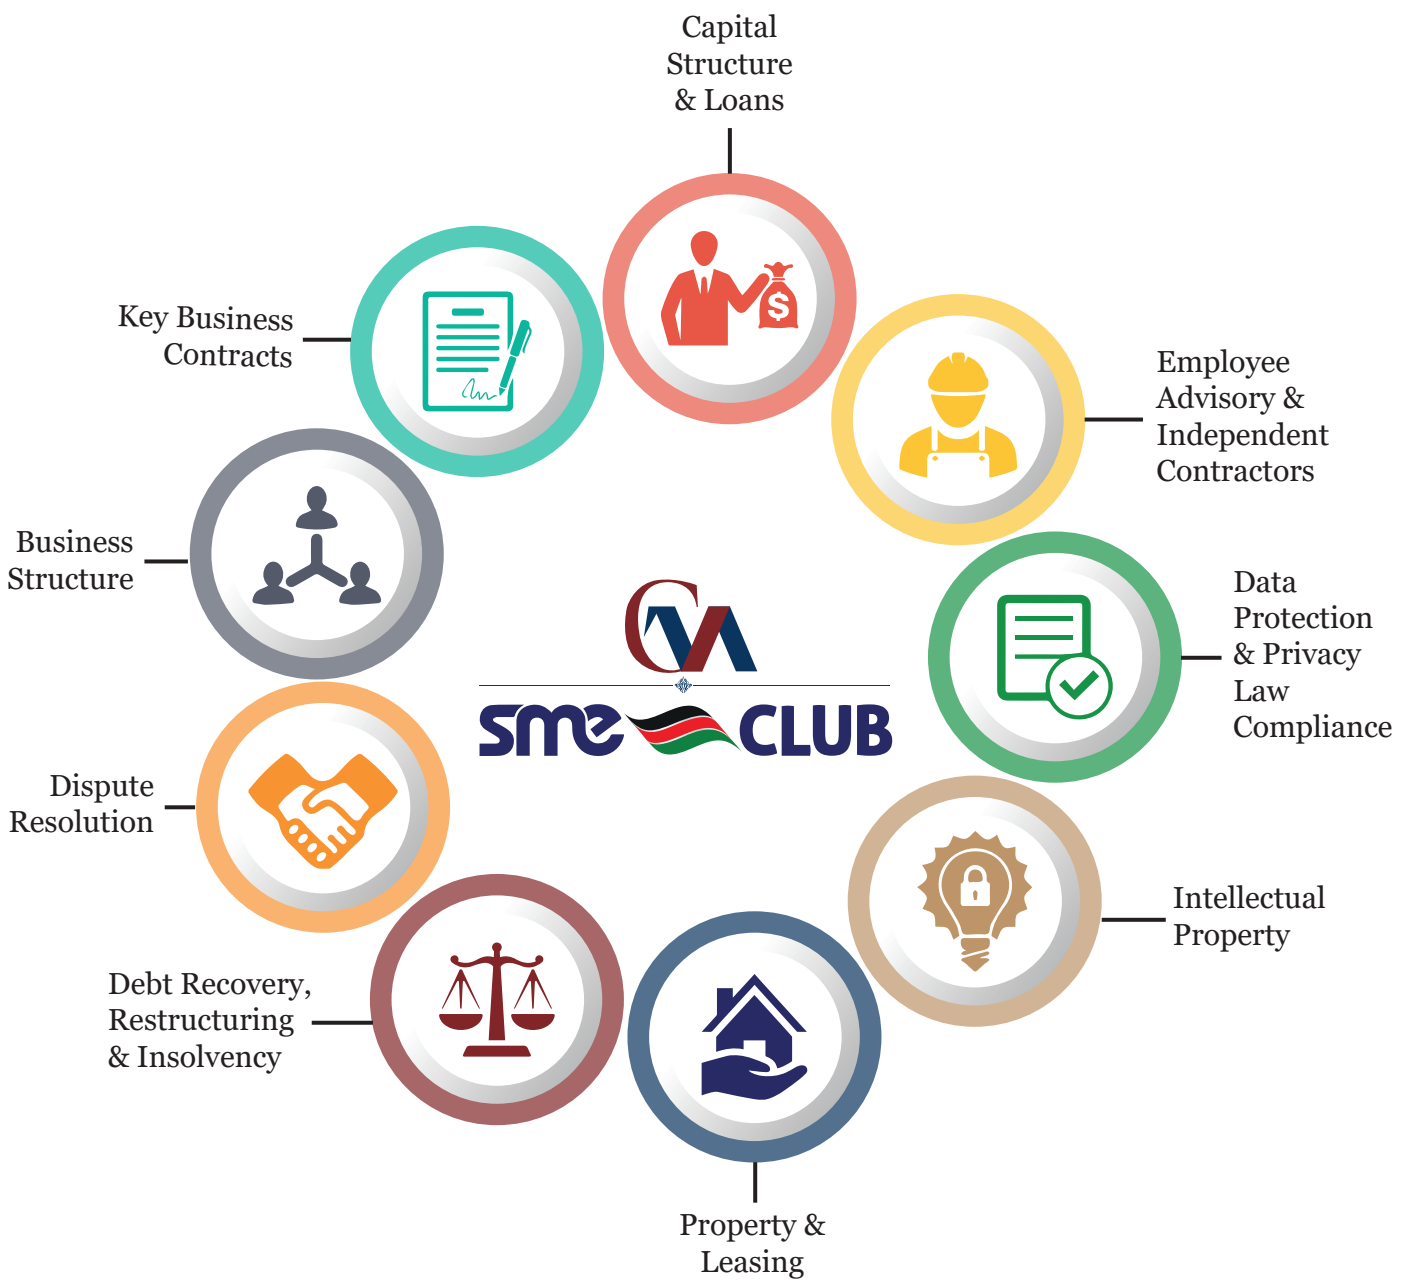 Capital
Structure
& Loans
Employee
Advisory &
Independent
Contractors
Data
Protection
& Privacy
Law
Compliance
Intellectual
Property
Property &
Leasing
Debt Recovery,
Restructuring
& Insolvency
Dispute
Resolution
Business
Structure
Key Business
Contracts
$
CM
sme CLUB